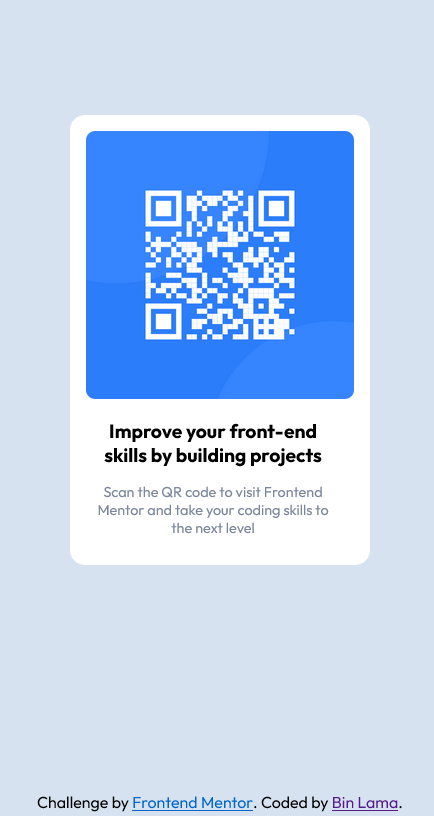 Improve your front-end
skills by building projects
Scan the QR code to visit Frontend
Mentor and take your coding skills to
the next level
Challenge by Frontend Mentor. Coded by Bin Lama.